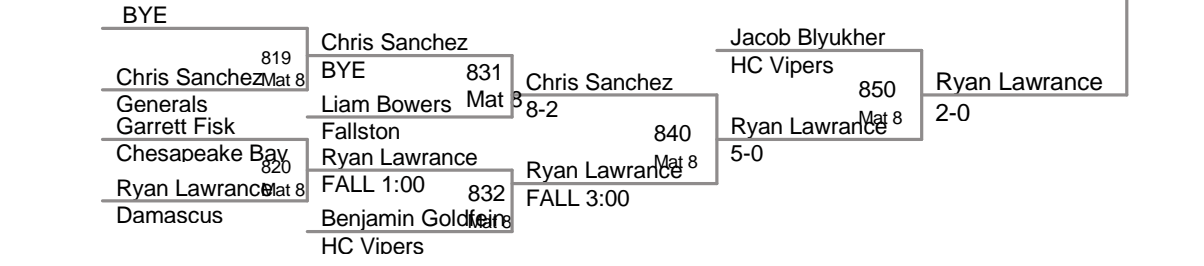 BYE
819
Mat 8
Chris Sanchez
Generals
Garrett Fisk
Chesapeake Bay
820
Mat 8
Ryan Lawrance
Damascus
Chris Sanchez
BYE
831
Mat 8
Liam Bowers
Fallston
Ryan Lawrance
FALL 1:00
832
Mat 8
Benjamin Goldfein
HC Vipers
Chris Sanchez
8-2
840
Mat 8
Ryan Lawrance
FALL 3:00
Jacob Blyukher
HC Vipers
850
Mat 8
Ryan Lawrance
5-0
Ryan Lawrance
2-0